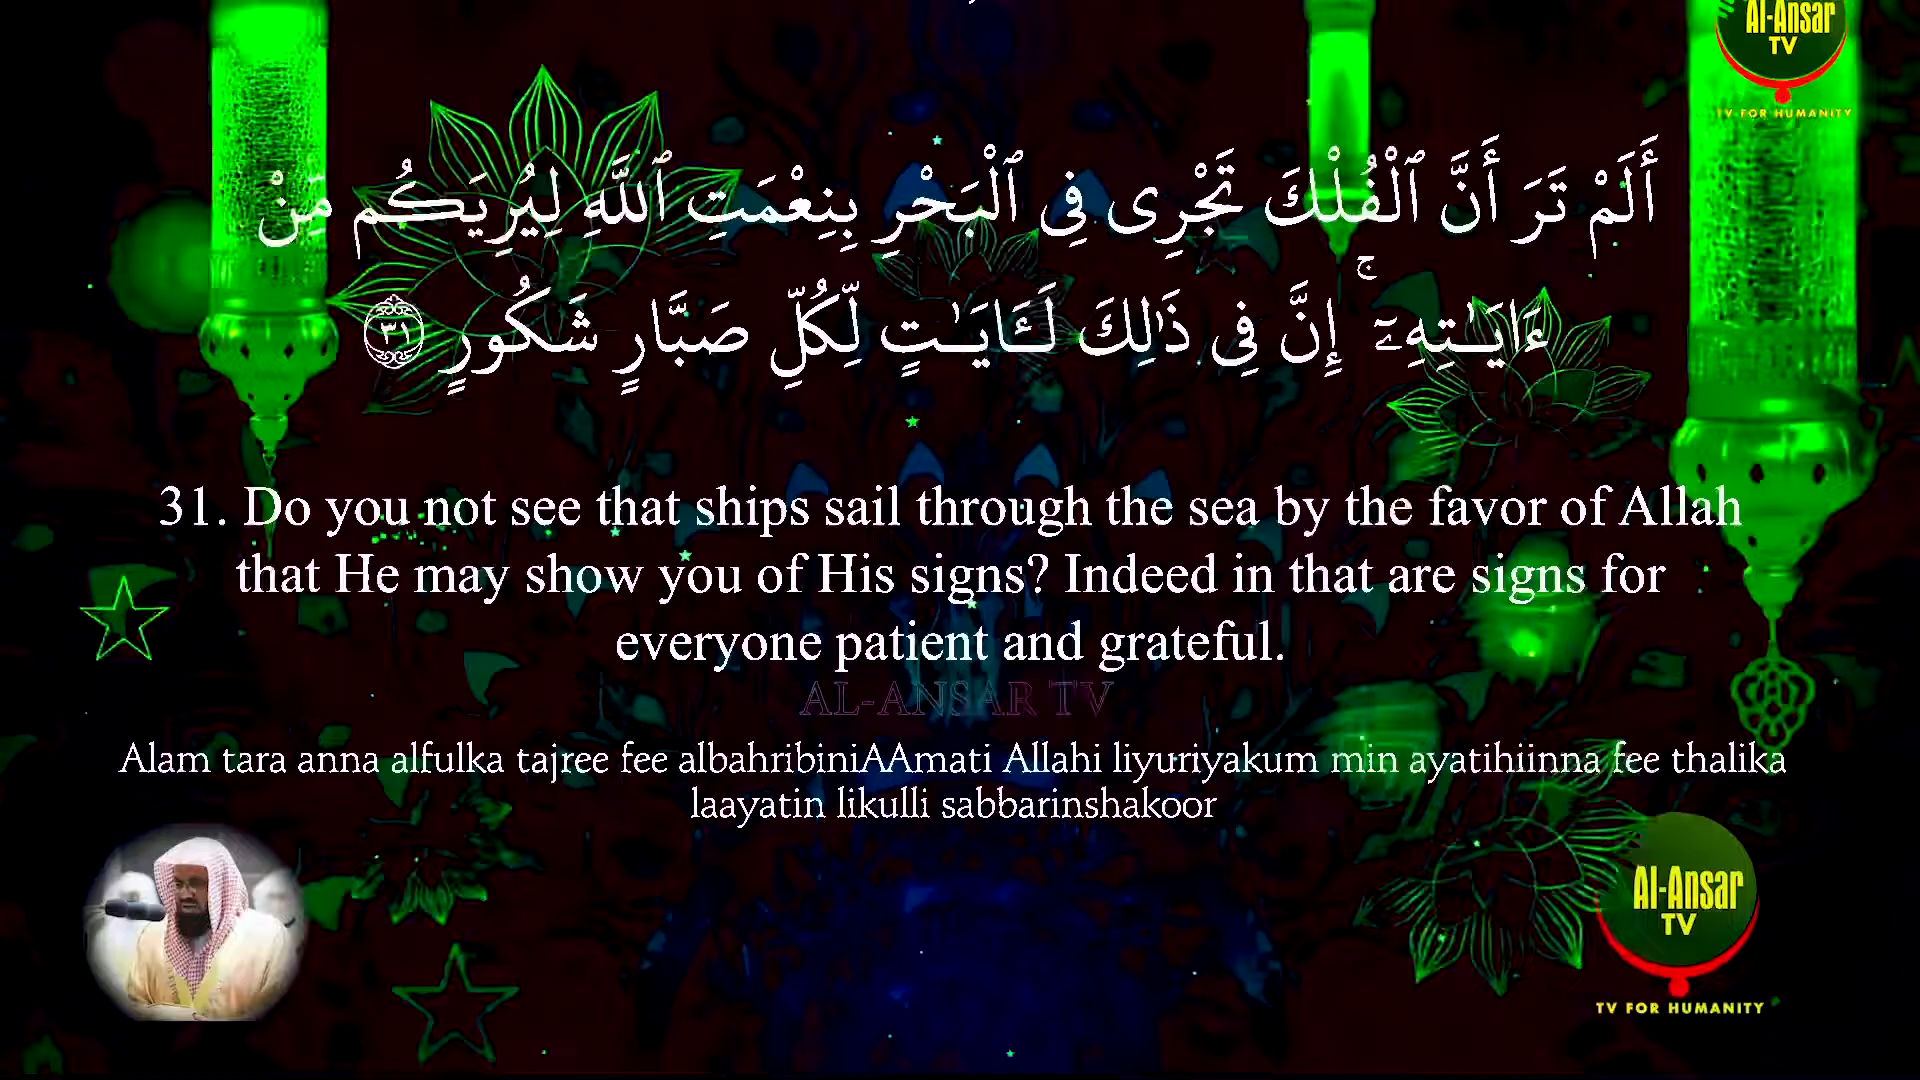 Al-Ansar
TV
TV FOR HUMANITY
أَلَمْ تَرَ أَنَّ ٱلْفُلْكَ تَجْرِى فِى ٱلْبَحْرِ بِنِعْمَتِ ٱللَّهِ لِيُرِيَكُم مِّنْ
ءَايَـٰتِهِۦٓ ۚ إِنَّ فِى ذَٰلِكَ لَـَٔايَـٰتٍ لِّكُلِّ صَبَّارٍ شَكُورٍ ٣١
31. Do you not see that ships sail through the sea by the favor of Allah
that He may show you of His signs? Indeed in that are signs for
everyone patient and grateful.
AL-ANSAR TV
Alam tara anna alfulka tajree fee albahribiniAAmati Allahi liyuriyakum min ayatihiinna fee thalika
laayatin likulli sabbarinshakoor
Al-Ansar
TV
TV FOR HUMANITY